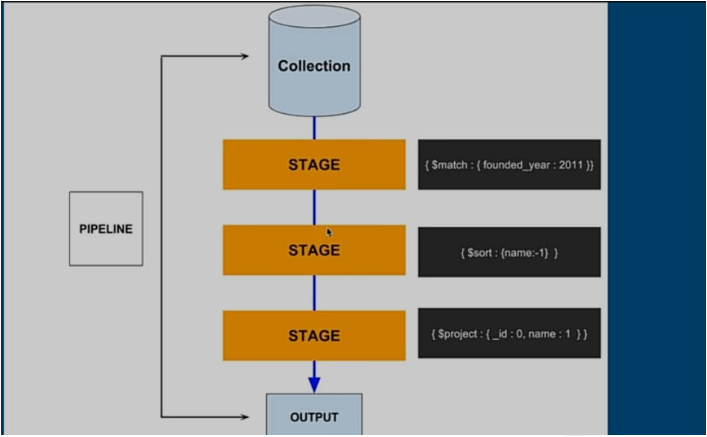 Collection
STAGE
{ $match : { founded_year : 2011 }}
PIPELINE
STAGE
{ $sort : {name:-1}  }
STAGE
{ $project : { _id : 0, name : 1  } }
OUTPUT